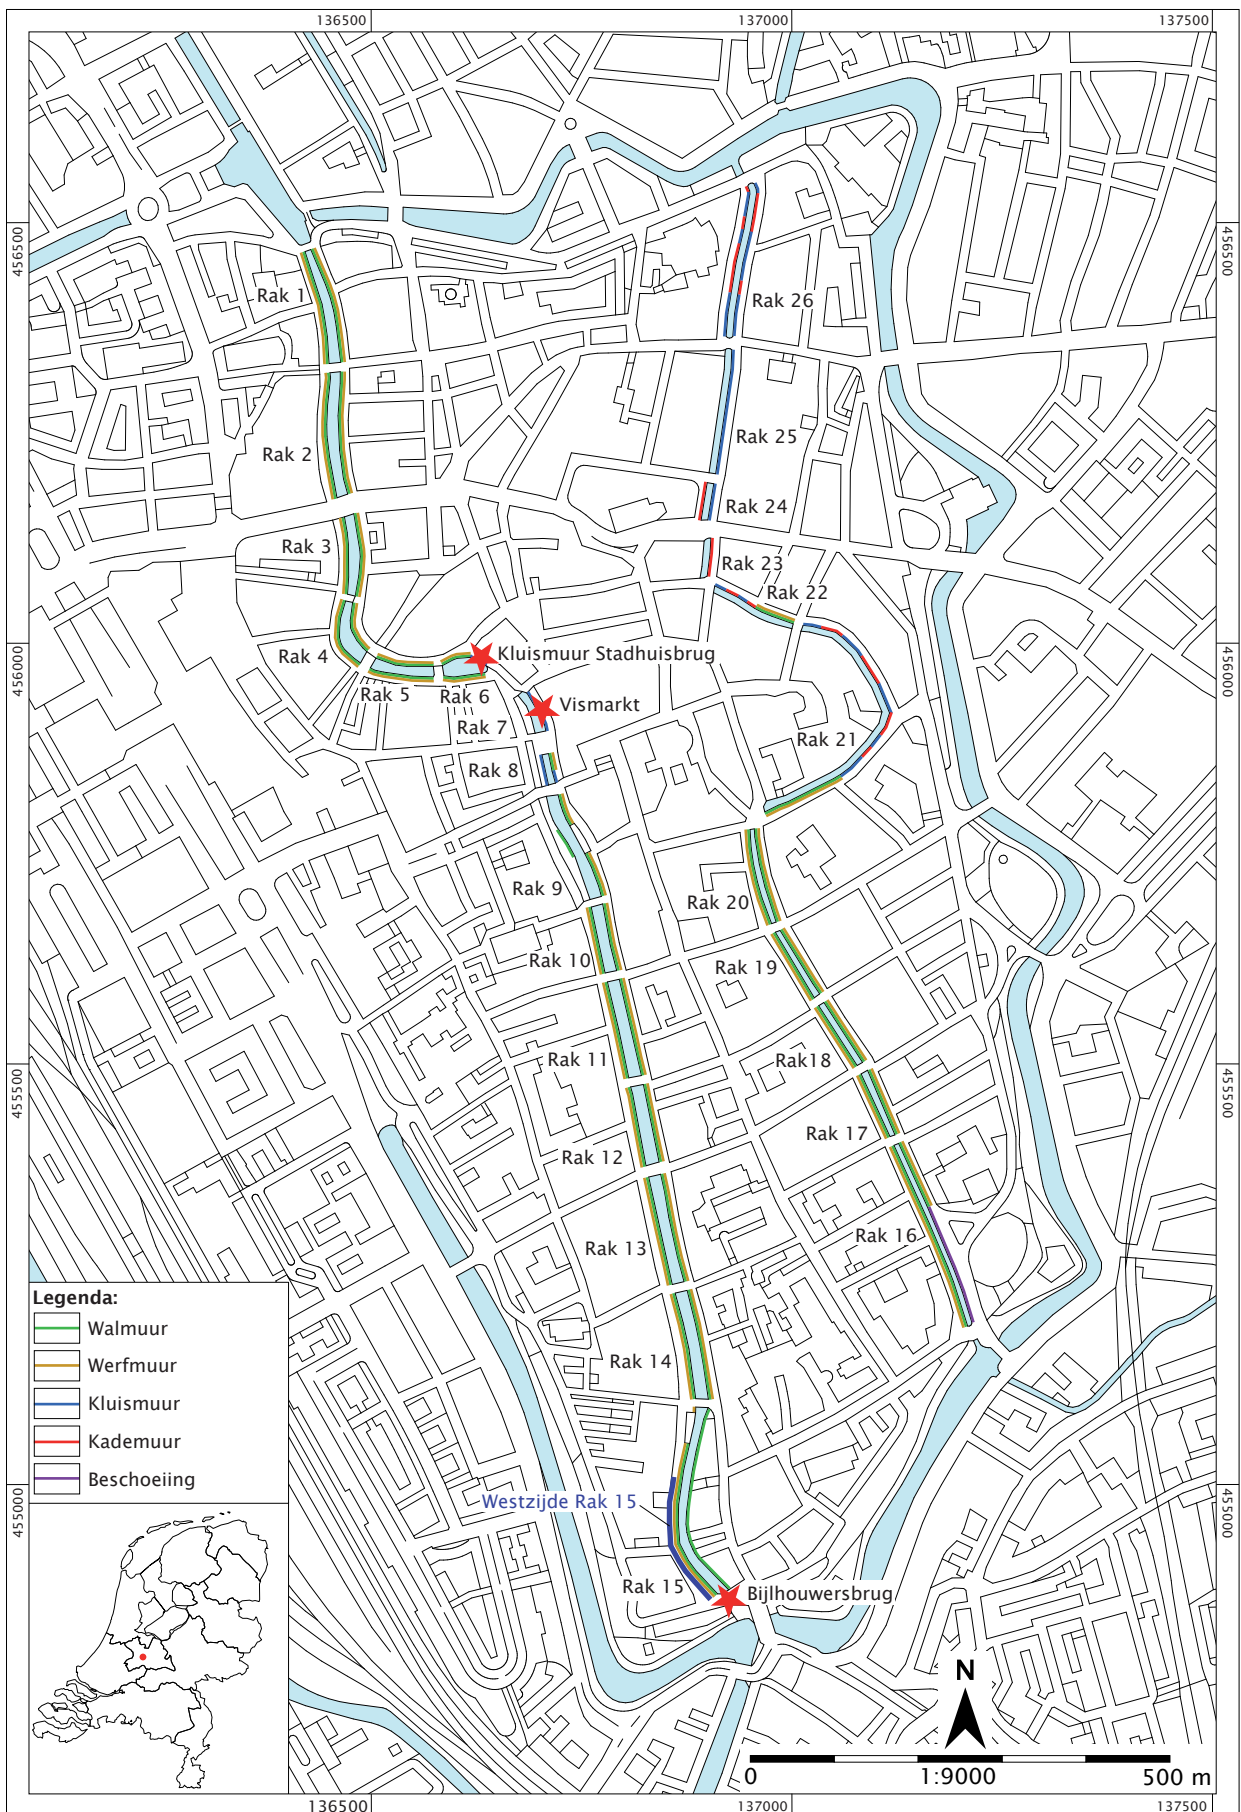 136500
137000
137500
456500
456500
Rak 1
Rak 26
Rak 25
Rak 2
Rak 24
Rak 3
Rak 23
Rak 22
456000
456000
Rak 4
Kluismuur Stadhuisbrug
Rak 5
Rak 6
Vismarkt
Rak 7
Rak 21
Rak 8
Rak 9
Rak 20
Rak 10
Rak 19
Rak 11
Rak18
455500
455500
Rak 17
Rak 12
Rak 16
Rak 13
Legenda:
Walmuur
Rak 14
Werfmuur
Kluismuur
Kademuur
Beschoeiing
455000
455000
Westzijde Rak 15
Rak 15
Bijlhouwersbrug
N
0
1:9000
500 m
136500
137000
137500